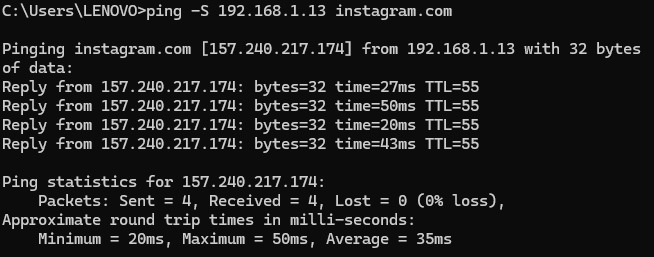 C:\Users\LENOVO>ping -S 192.168.1.13 instagram.com
Pinging instagram.com [157.240.217.174] from 192.168.1.13 with 32 bytes
of data:
Reply from 157.240.217.174: bytes=32 time=27ms TTL=55
Reply from 157.240.217.174: bytes=32 time=50ms TTL=55
Reply from 157.240.217.174: bytes=32 time=20ms TTL=55
Reply from 157.240.217.174: bytes=32 time=43ms TTL=55
Ping statistics for 157.240.217.174:
    Packets: Sent = 4, Received = 4, Lost = 0 (0% loss),
Approximate round trip times in milli-seconds:
    Minimum = 20ms, Maximum = 50ms, Average = 35ms